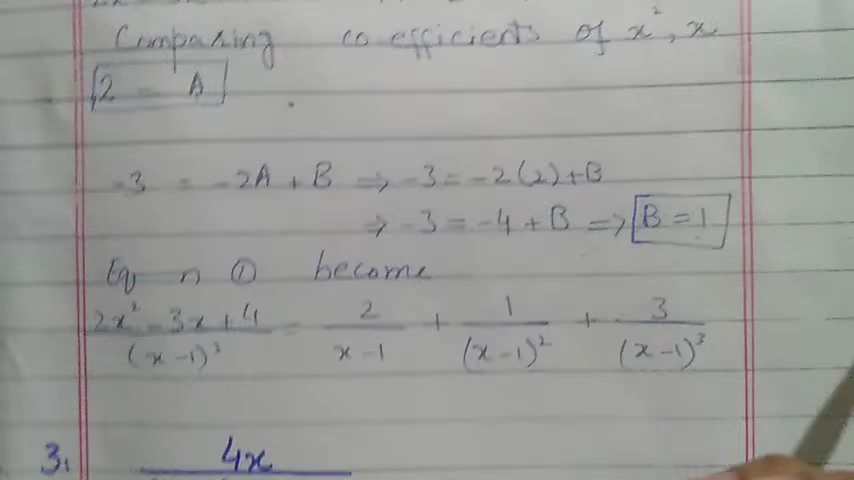 Comparing co efficients of x², x
2 = A
-3 = -2A + B => -3 = -2(2)+B
=> -3 = -4 + B => B = 1
Eq n ① become
2x² - 3x + 4 / (x-1)³ = 2 / x-1 + 1 / (x-1)² + 3 / (x-1)³
3. 4x